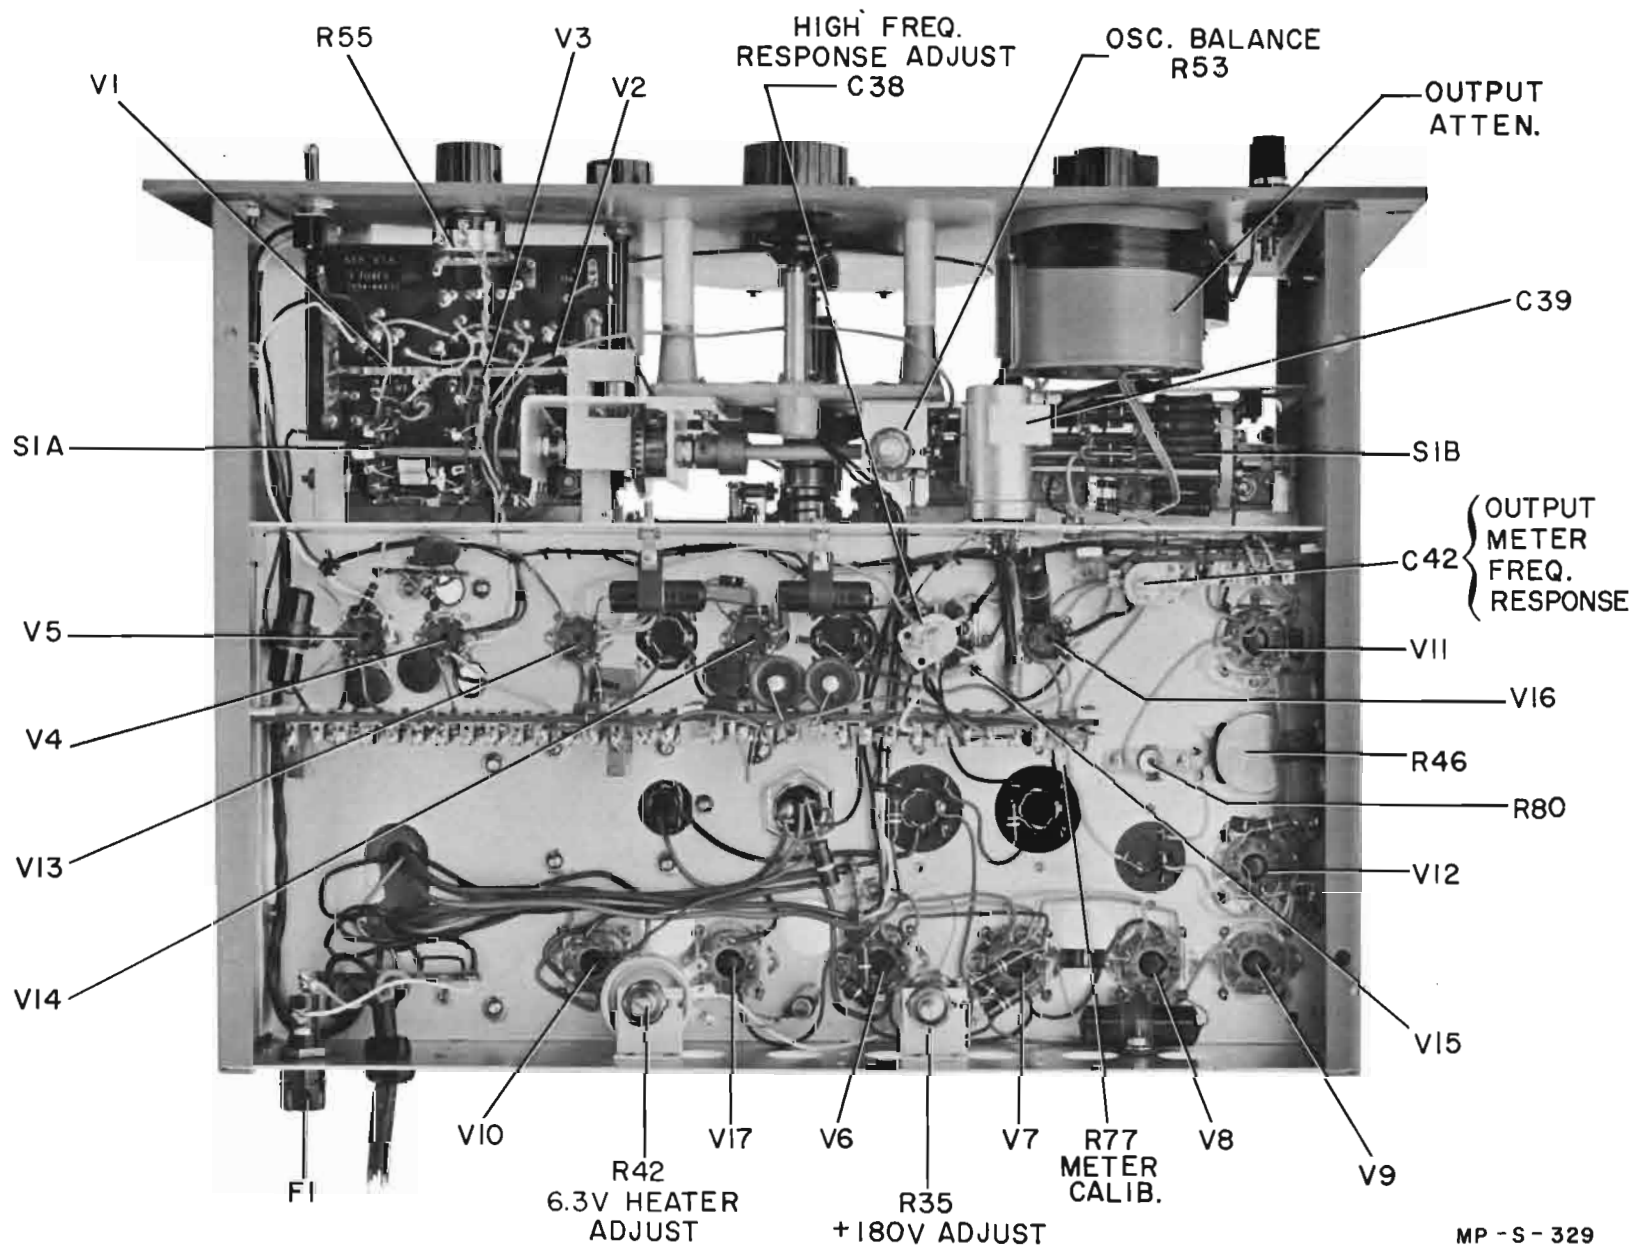 R55
V3
HIGH FREQ.
RESPONSE ADJUST
C38
OSC. BALANCE
R53
V1
V2
OUTPUT
ATTEN.
C39
S1A
S1B
C42
OUTPUT
METER
FREQ.
RESPONSE
V5
V11
V4
V16
R46
R80
V13
V12
V14
V15
V10
V17
V6
V7
R77
METER
CALIB.
V8
V9
F1
R42
6.3V HEATER
ADJUST
R35
+180V ADJUST
MP-S-329